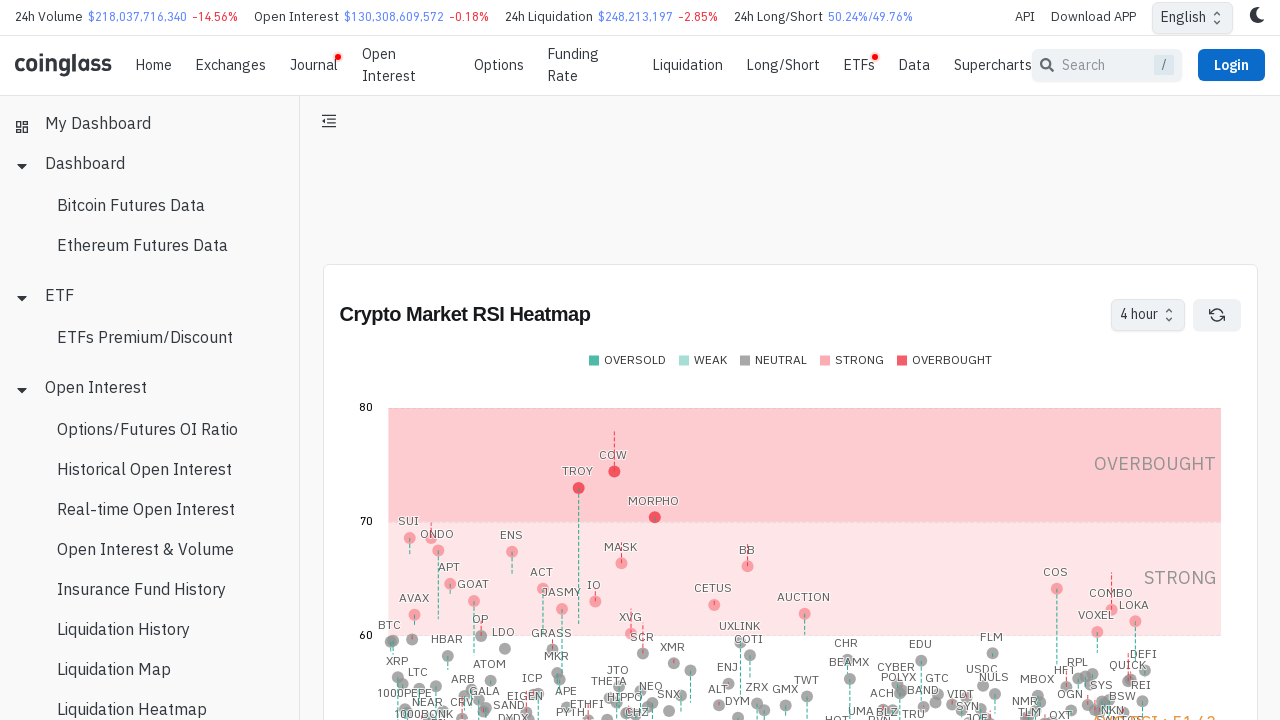 24h Volume $218,037,716,340 -14.56% Open Interest $130,308,609,572 -0.18% 24h Liquidation $248,213,197 -2.85% 24h Long/Short 50.24%/49.76% API Download APP English
coinglass Home Exchanges Journal Open Interest Options Funding Rate Liquidation Long/Short ETFs Data Supercharts Search / Login
My Dashboard
Dashboard
Bitcoin Futures Data
Ethereum Futures Data
ETF
ETFs Premium/Discount
Open Interest
Options/Futures OI Ratio
Historical Open Interest
Real-time Open Interest
Open Interest & Volume
Insurance Fund History
Liquidation History
Liquidation Map
Liquidation Heatmap
Crypto Market RSI Heatmap 4 hour
OVERSOLD WEAK NEUTRAL STRONG OVERBOUGHT
80
COW
OVERBOUGHT
TROY
MORPHO
70
SUI
ONDO
ENS
MASK
BB
APT
ACT
COS
STRONG
GOAT
JASMY
IO
CETUS
COMBO
AVAX
AUCTION
LOKA
OP
XVG
VOXEL
BTC
UXLINK
60
HBAR
LDO
GRASS
SCR
COTI
CHR
EDU
FLM
XMR
MKR
DEFI
XRP
ATOM
BEAMX
RPL
QUICK
LTC
JTO
ENJ
CYBER
USDC
HFT
ARB
ICP
THETA
TWT
POLYX
GTC
NULS
MBOX
SYS
REI
1000PEPE
GALA
EIGEN
APE
NEO
SNX
ALT
ZRX
GMX
ACH
BAND
VIDT
OGN
BSW
NEAR
CRV
SAND
ETHFI
HIPPO
DYM
SYN
NMR
1000BONK
DXDX
PYTH
CHZ
UMA
BLZ
TRU
TLM
OXT
NKN